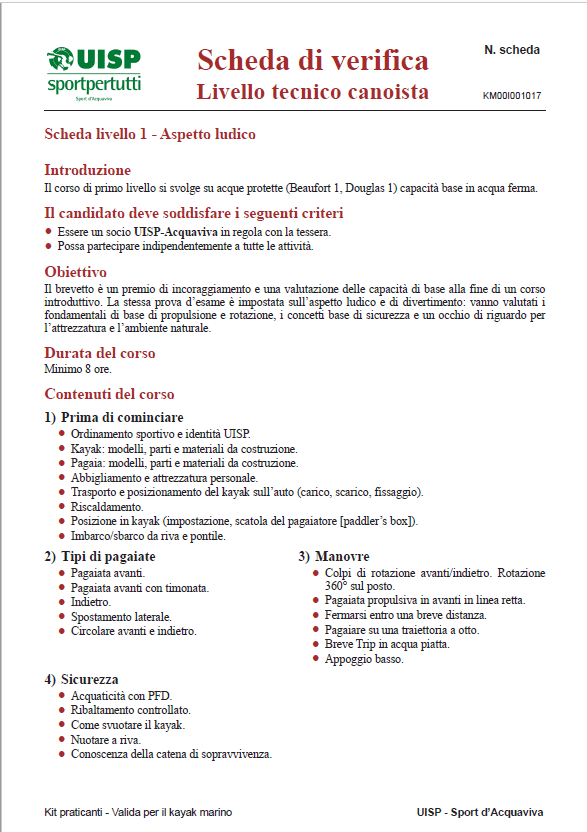 UISP
sportpertutti
Sport d'Acquaviva
Scheda di verifica
Livello tecnico canoista
N. scheda
KM00I001017
Scheda livello 1 - Aspetto ludico
Introduzione
Il corso di primo livello si svolge su acque protette (Beaufort 1, Douglas 1) capacità base in acqua ferma.
Il candidato deve soddisfare i seguenti criteri
● Essere un socio UISP-Acquaviva in regola con la tessera.
● Possa partecipare indipendentemente a tutte le attività.
Obiettivo
Il brevetto è un premio di incoraggiamento e una valutazione delle capacità di base alla fine di un corso
introduttivo. La stessa prova d'esame è impostata sull'aspetto ludico e di divertimento: vanno valutati i
fondamentali di base di propulsione e rotazione, i concetti base di sicurezza e un occhio di riguardo per
l'attrezzatura e l'ambiente naturale.
Durata del corso
Minimo 8 ore.
Contenuti del corso
1) Prima di cominciare
● Ordinamento sportivo e identità UISP.
● Kayak: modelli, parti e materiali da costruzione.
● Pagaia: modelli, parti e materiali da costruzione.
● Abbigliamento e attrezzatura personale.
● Trasporto e posizionamento del kayak sull'auto (carico, scarico, fissaggio).
● Riscaldamento.
● Posizione in kayak (impostazione, scatola del pagaiatore [paddler's box]).
● Imbarco/sbarco da riva e pontile.
2) Tipi di pagaiate
● Pagaiata avanti.
● Pagaiata avanti con timonata.
● Indietro.
● Spostamento laterale.
● Circolare avanti e indietro.
3) Manovre
● Colpi di rotazione avanti/indietro. Rotazione
360° sul posto.
● Pagaiata propulsiva in avanti in linea retta.
● Fermarsi entro una breve distanza.
● Pagaiare su una traiettoria a otto.
● Breve Trip in acqua piatta.
● Appoggio basso.
4) Sicurezza
● Acquaticità con PFD.
● Ribaltamento controllato.
● Come svuotare il kayak.
● Nuotare a riva.
● Conoscenza della catena di sopravvivenza.
Kit praticanti - Valida per il kayak marino
UISP - Sport d'Acquaviva